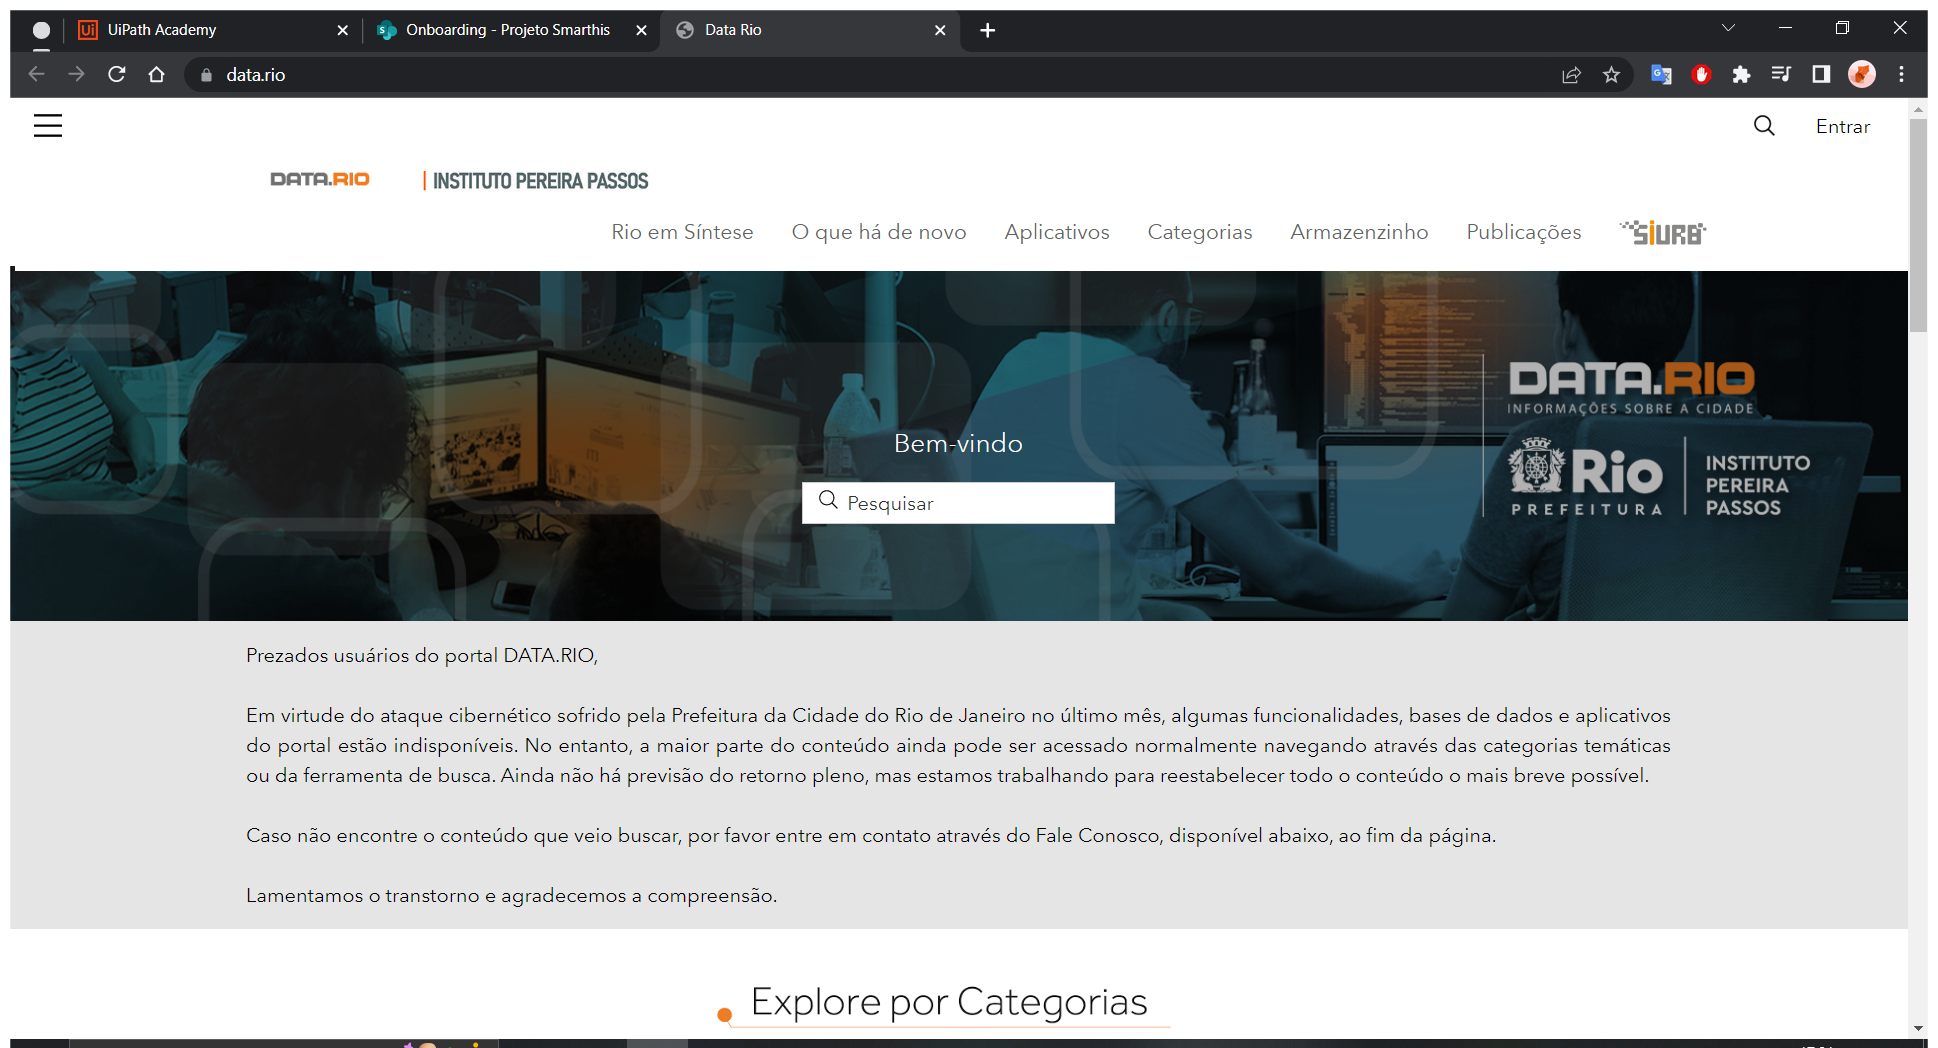 UiPath Academy
Onboarding - Projeto Smarthis
Data Rio
data.rio
Entrar
DATA.RIO
INSTITUTO PEREIRA PASSOS
Rio em Síntese
O que há de novo
Aplicativos
Categorias
Armazenzinho
Publicações
SIURB
DATA.RIO
INFORMAÇÕES SOBRE A CIDADE
Bem-vindo
Pesquisar
Rio
PREFEITURA
INSTITUTO
PEREIRA
PASSOS
Prezados usuários do portal DATA.RIO,
Em virtude do ataque cibernético sofrido pela Prefeitura da Cidade do Rio de Janeiro no último mês, algumas funcionalidades, bases de dados e aplicativos
do portal estão indisponíveis. No entanto, a maior parte do conteúdo ainda pode ser acessado normalmente navegando através das categorias temáticas
ou da ferramenta de busca. Ainda não há previsão do retorno pleno, mas estamos trabalhando para reestabelecer todo o conteúdo o mais breve possível.
Caso não encontre o conteúdo que veio buscar, por favor entre em contato através do Fale Conosco, disponível abaixo, ao fim da página.
Lamentamos o transtorno e agradecemos a compreensão.
Explore por Categorias